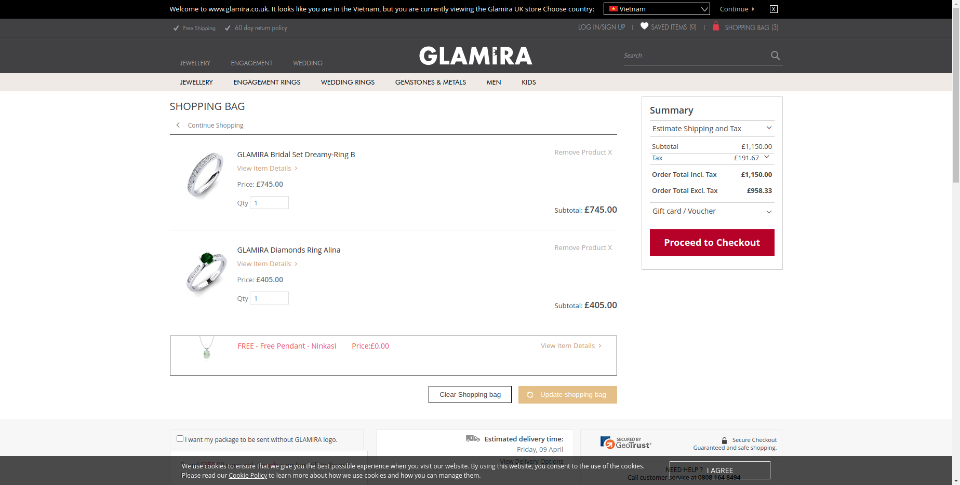 Welcome to www.glamira.co.uk. It looks like you are in the Vietnam, but you are currently viewing the Glamira UK store Choose country: Vietnam Continue X
Free Shipping 60 day return policy LOG IN/SIGN UP | SAVED ITEMS (0) | SHOPPING BAG (3)
JEWELLERY ENGAGEMENT WEDDING GLAMIRA Search
JEWELLERY ENGAGEMENT RINGS WEDDING RINGS GEMSTONES & METALS MEN KIDS
SHOPPING BAG
Continue Shopping
GLAMIRA Bridal Set Dreamy-Ring B Remove Product X
View Item Details
Price: £745.00
Qty 1
Subtotal: £745.00
GLAMIRA Diamonds Ring Alina Remove Product X
View Item Details
Price: £405.00
Qty 1
Subtotal: £405.00
FREE - Free Pendant - Ninkasi Price:£0.00 View Item Details
Clear Shopping bag Update shopping bag
Summary
Estimate Shipping and Tax
Subtotal £1,150.00
Tax £191.67
Order Total Incl. Tax £1,150.00
Order Total Excl. Tax £958.33
Gift card / Voucher
Proceed to Checkout
I want my package to be sent without GLAMIRA logo.
Estimated delivery time:
Friday, 09 April
View Delivery Options
SECURED BY
GeoTrust
Secure Checkout
Guaranteed and safe shopping.
NEED HELP ?
Call customer service at 0808 164 8494
We use cookies to ensure that we give you the best possible experience when you visit our website. By using this website, you consent to the use of the cookies.
Please read our Cookie Policy to learn more about how we use cookies and how you can manage them.
I AGREE